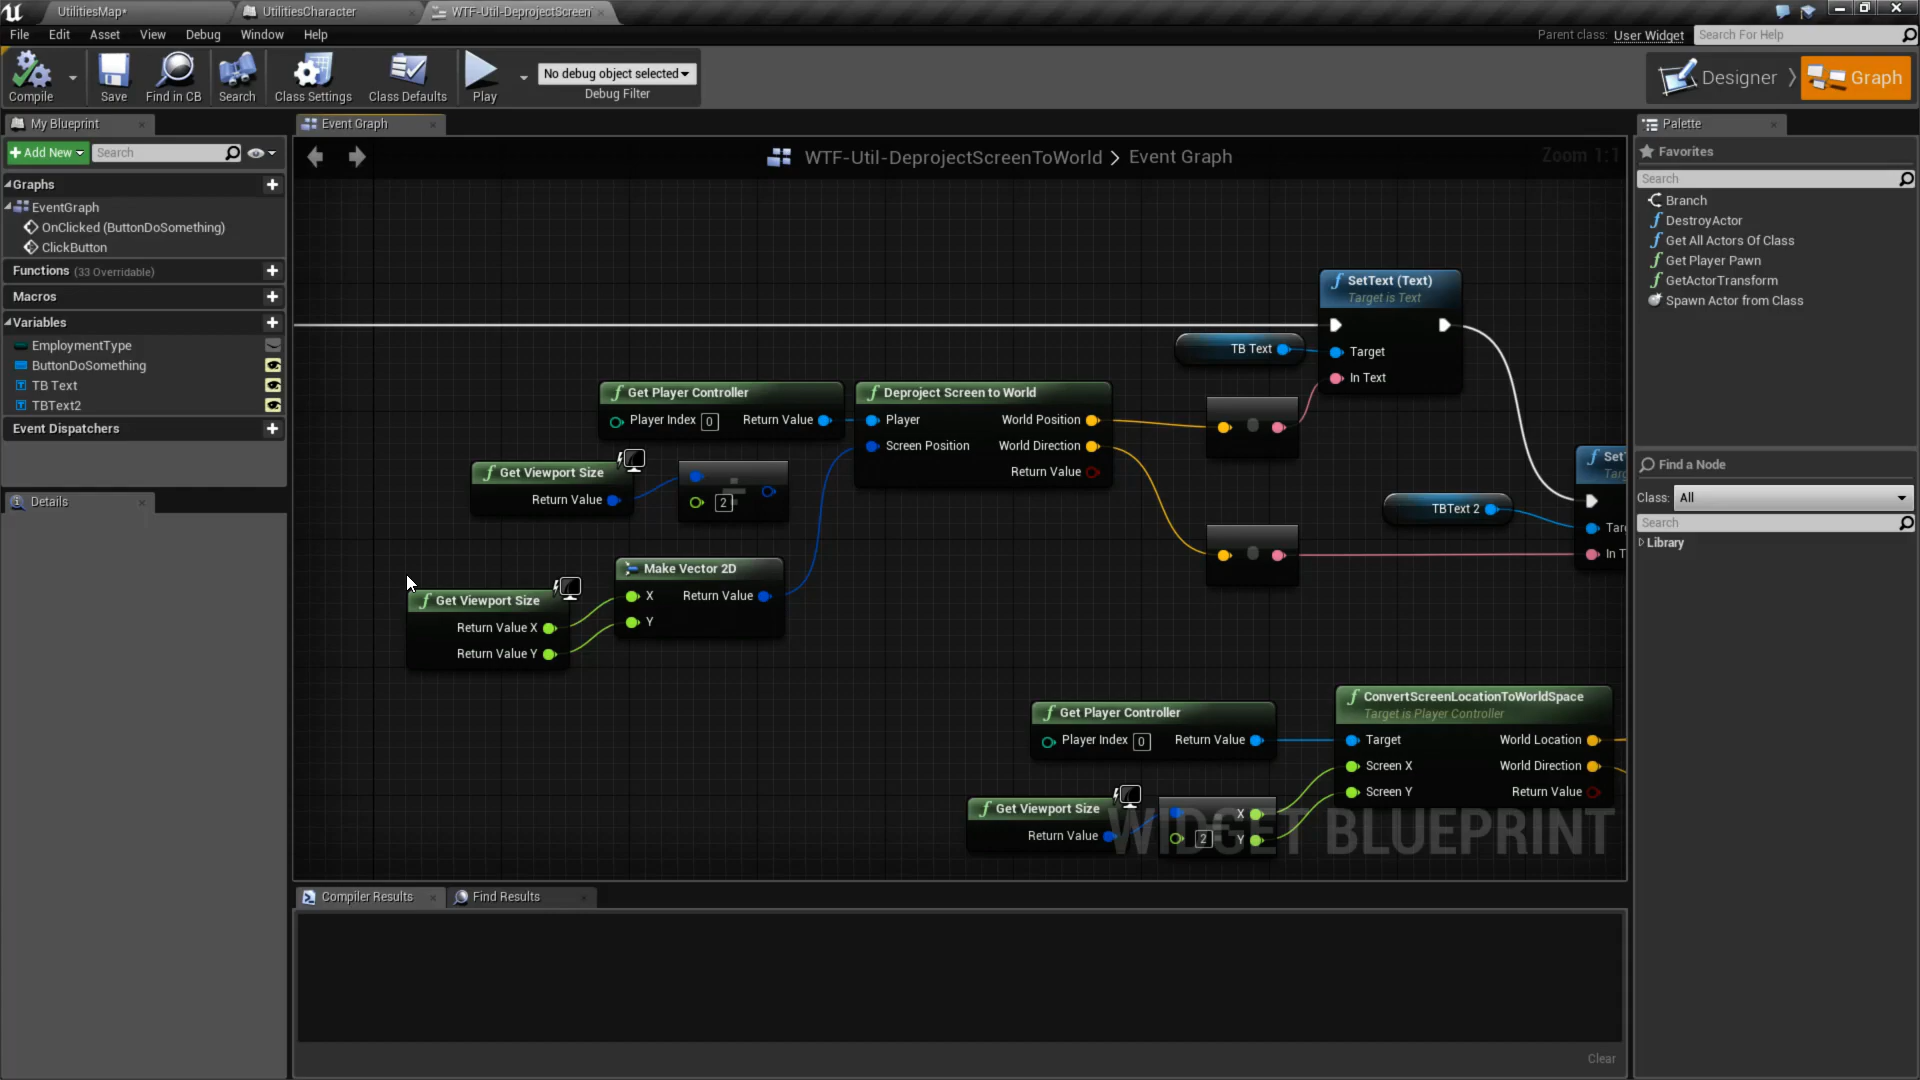 UtilitiesMap*
UtilitiesCharacter
WTF-Util-DeprojectScreen
File
Edit
Asset
View
Debug
Window
Help
Parent class: User Widget
Search For Help
Compile
Save
Find in CB
Search
Class Settings
Class Defaults
Play
No debug object selected
Debug Filter
Designer
Graph
My Blueprint
Add New
Search
Graphs
EventGraph
OnClicked (ButtonDoSomething)
ClickButton
Functions (33 Overridable)
Macros
Variables
EmploymentType
ButtonDoSomething
TB Text
TBText2
Event Dispatchers
Details
Event Graph
WTF-Util-DeprojectScreenToWorld > Event Graph
Zoom 1:1
SetText (Text)
Target is Text
TB Text
Target
In Text
Get Player Controller
Player Index 0
Return Value
Deproject Screen to World
Player
World Position
Screen Position
World Direction
Return Value
Get Viewport Size
Return Value
2
Set
Targ
TBText 2
Tar
In T
Make Vector 2D
X
Return Value
Y
Get Viewport Size
Return Value X
Return Value Y
Get Player Controller
Player Index 0
Return Value
ConvertScreenLocationToWorldSpace
Target is Player Controller
Target
World Location
Screen X
World Direction
Screen Y
Return Value
Get Viewport Size
Return Value
X
2
Y
WIDGET BLUEPRINT
Compiler Results
Find Results
Clear
Palette
Favorites
Search
Branch
DestroyActor
Get All Actors Of Class
Get Player Pawn
GetActorTransform
Spawn Actor from Class
Find a Node
Class: All
Search
Library